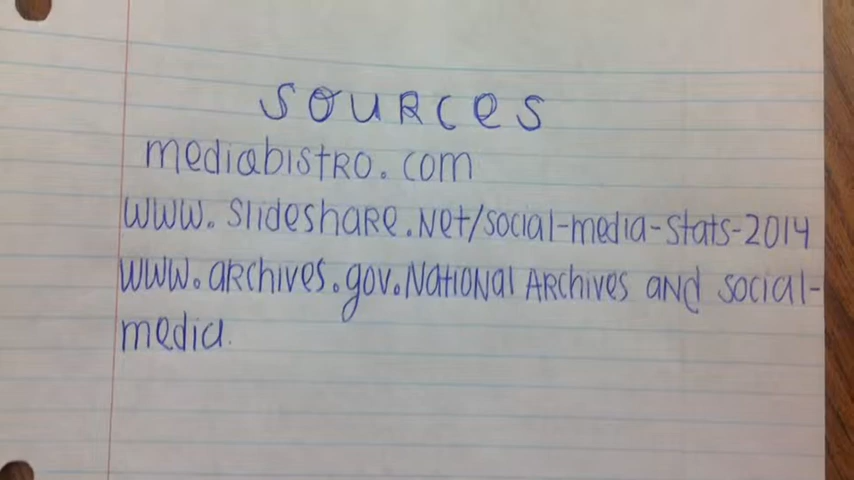 SOURCES
mediabistro.com
www.slideshare.net/social-media-stats-2014
www.archives.gov.National Archives and social-
media.